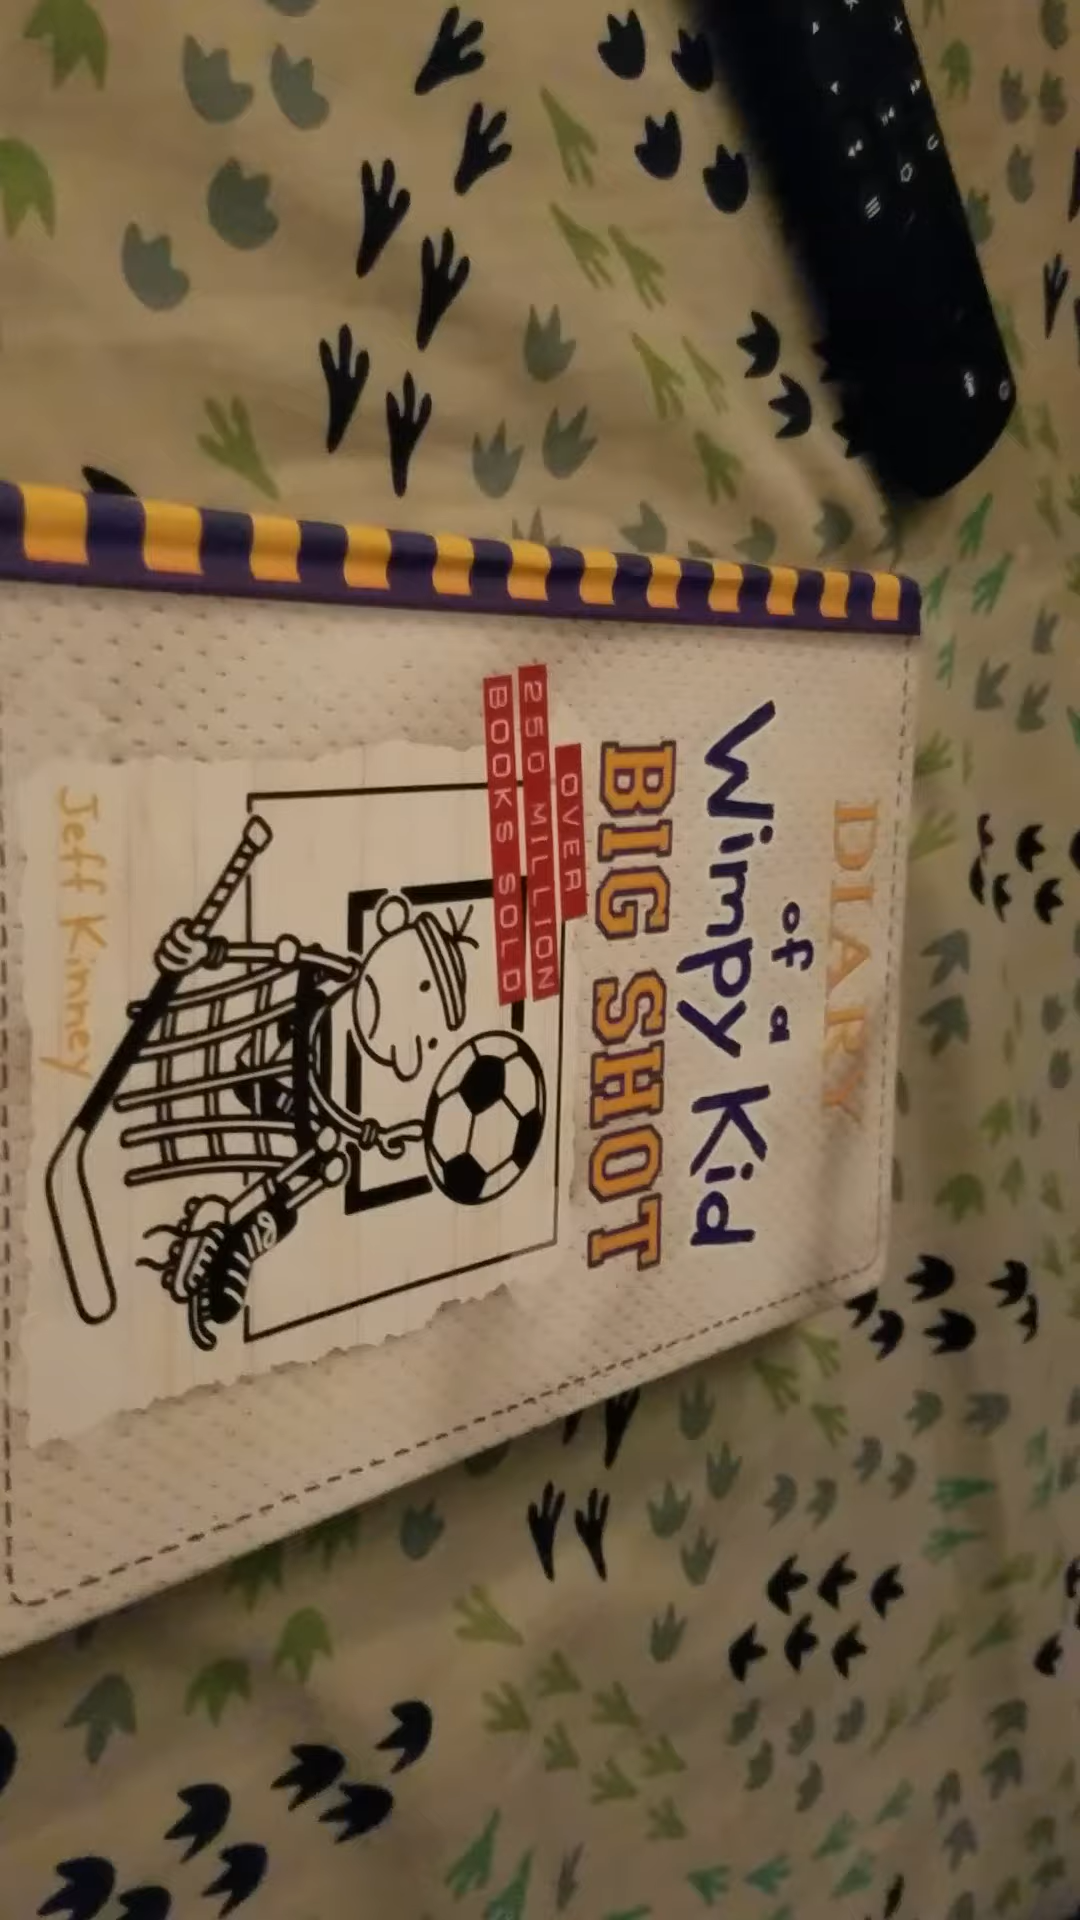 DIARY
of a
Wimpy Kid
BIG SHOT
OVER
250 MILLION
BOOKS SOLD
Jeff Kinney